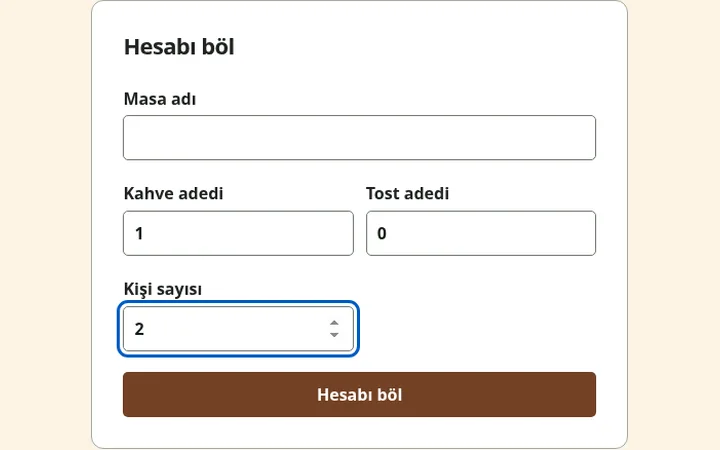 Hesabı böl
Masa adı
Kahve adedi Tost adedi
1 0
Kişi sayısı
2
Hesabı böl